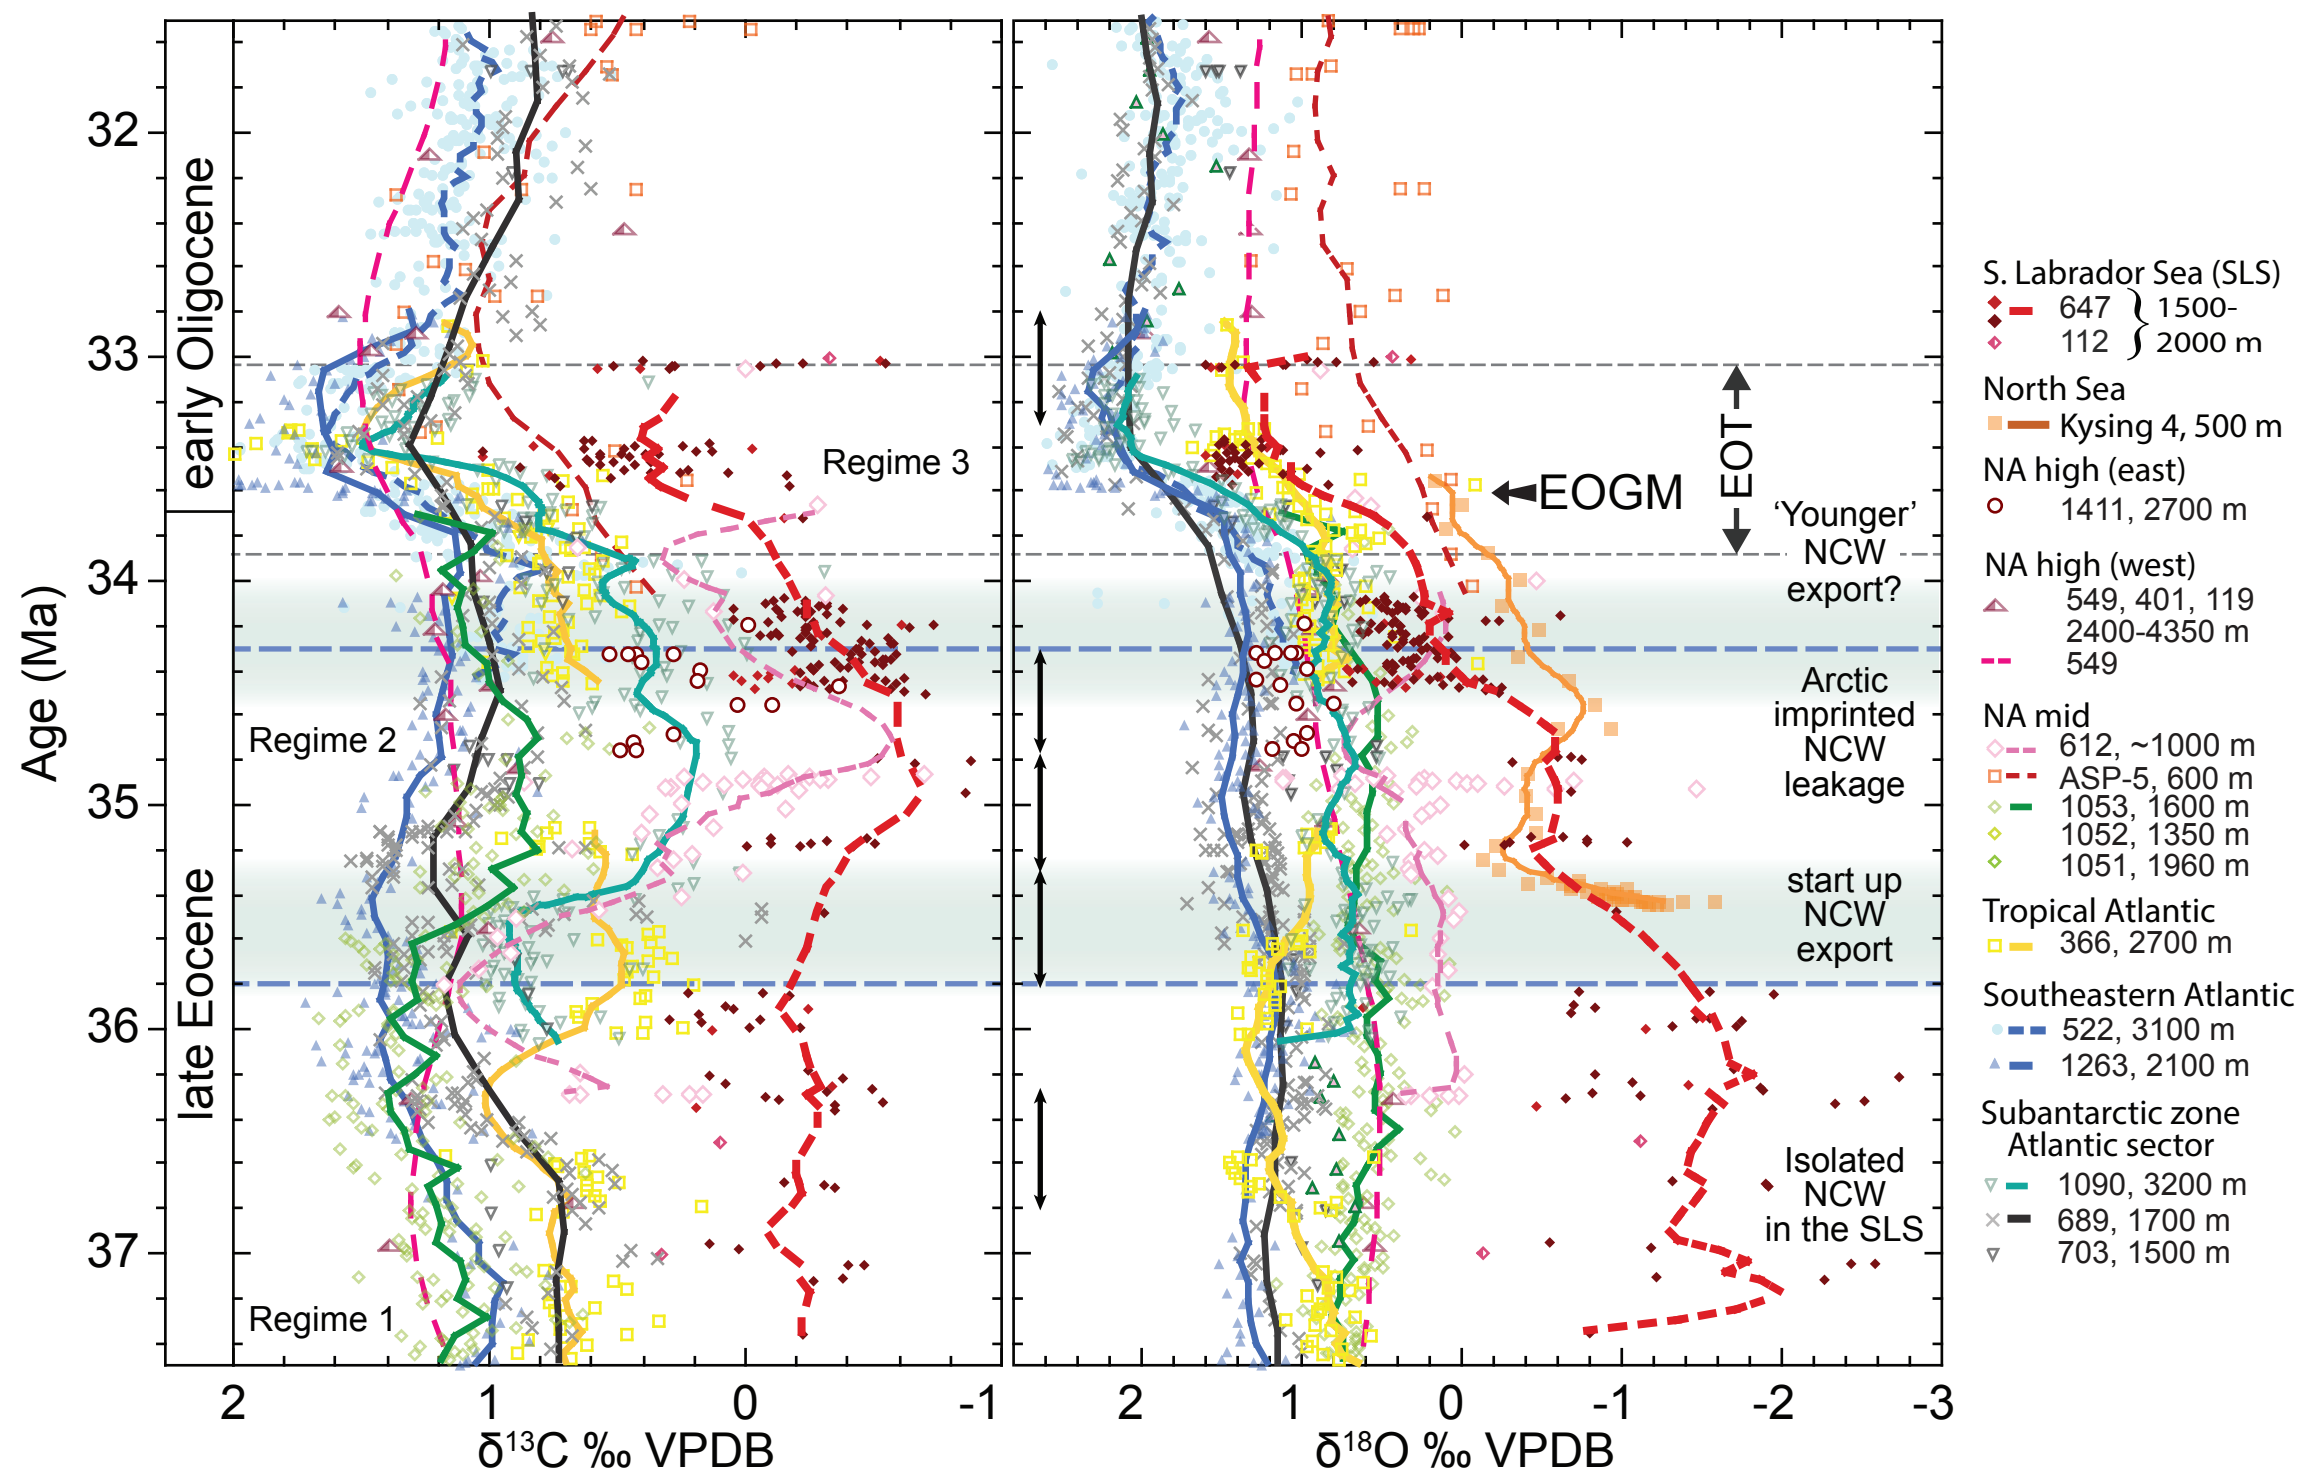 32
33
34
35
36
37
Age (Ma)
early Oligocene
late Eocene
Regime 3
Regime 2
Regime 1
2
1
0
-1
δ¹³C ‰ VPDB
EOGM
EOT
‘Younger’
NCW
export?
Arctic
imprinted
NCW
leakage
start up
NCW
export
Isolated
NCW
in the SLS
2
1
0
-1
-2
-3
δ¹⁸O ‰ VPDB
S. Labrador Sea (SLS)
647 } 1500-
112 2000 m
North Sea
Kysing 4, 500 m
NA high (east)
1411, 2700 m
NA high (west)
549, 401, 119
2400-4350 m
549
NA mid
612, ~1000 m
ASP-5, 600 m
1053, 1600 m
1052, 1350 m
1051, 1960 m
Tropical Atlantic
366, 2700 m
Southeastern Atlantic
522, 3100 m
1263, 2100 m
Subantarctic zone
Atlantic sector
1090, 3200 m
689, 1700 m
703, 1500 m